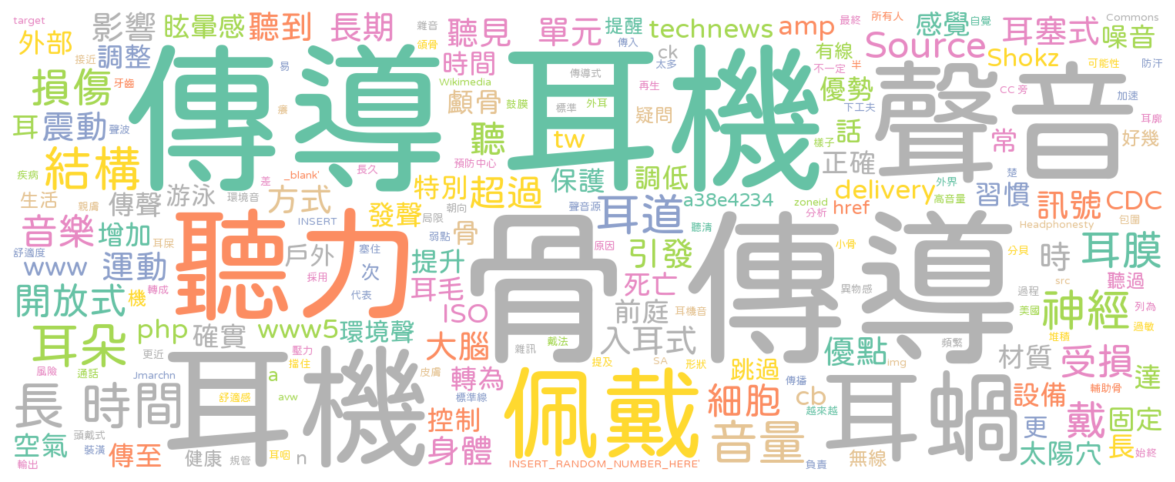 target
影響
眩暈感
聽到
長期
雜音
聽見
單元
提醒
technews
amp
最終
所有人
感覺
自覺
耳塞式
Commons
噪音
外部
接近
調整
頜骨
傳入
時間
ck
太多
有線
不一定
半
Source
Shokz
可能性
防汗
牙齒
易
傳導 耳機
聲音
損傷
癢
Wikimedia
傳導式
再生
優勢
CC
旁
加速
耳
震動
聲波
顱骨
鼓膜
標準
外耳
疑問
下工夫
耳廓
聽
tw
話
常
好幾
樣子
正確
疾病
結構
_blank'
長久
預防中心
特別
超過
保護
調低
delivery
外界
楚
習慣
生活
親膚
傳聲
差
游泳
環境音
方式
發聲
局限
朝向
聲音源
耳道
a38e4234
zoneid
分析
href
高音量
訊號
CDC
包圍
音樂
增加
耳屎
INSERT
聽力
弱點
骨
骨傳導
原因
聽清
小骨
分貝
Headphonesty
舒適度
www
運動
戶外
塞住
次
提升
引發
異物感
時
耳膜
開放式
機
轉成
採用
代表
耳毛
死亡
前庭
過程
src
聽過
美國
神經
列為
耳朵
php
確實
www5
環境聲
ISO
入耳式
頻繁
堆積
過敏
大腦
雜訊
戴法
優點
材質
受損
更近
壓力
擋住
提及
SA
形狀
跳過
img
風險
通話
Jmarchn
a
舒適感
avw
皮膚
轉為
標準線
佩戴
傳播
細胞
cb
越來越
耳蝸
設備
輔助骨
達
長 時間
耳機
控制
音量
更
戴
固定
空氣
頭戴式
裝潢
傳至
健康
規管
耳咽
n
身體
無線
太陽穴
長
始終
輸出
INSERT_RANDOM_NUMBER_HERE'
負責